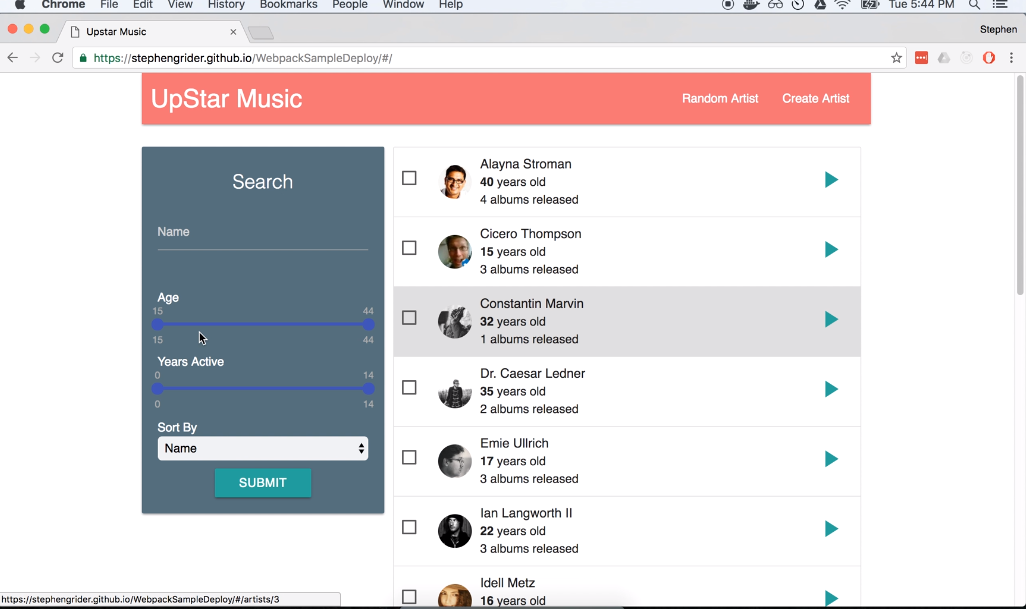 Chrome File Edit View History Bookmarks People Window Help Tue 5:44 PM
Upstar Music Stephen
https://stephengrider.github.io/WebpackSampleDeploy/#/
UpStar Music Random Artist Create Artist
Search
Name
Age
15 44
15 44
Years Active
0 14
0 14
Sort By
Name
SUBMIT
Alayna Stroman
40 years old
4 albums released
Cicero Thompson
15 years old
3 albums released
Constantin Marvin
32 years old
1 albums released
Dr. Caesar Ledner
35 years old
2 albums released
Ernie Ullrich
17 years old
3 albums released
Ian Langworth II
22 years old
3 albums released
Idell Metz
16 years old
https://stephengrider.github.io/WebpackSampleDeploy/#/artists/3